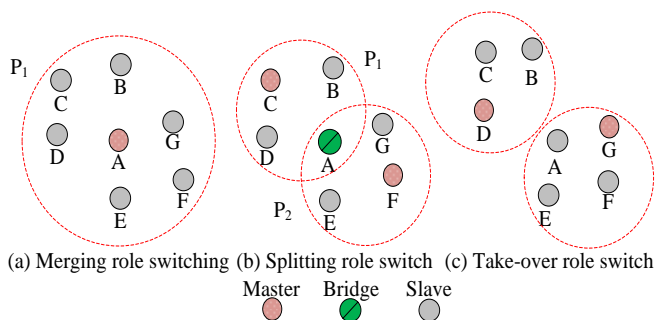 P1
B
C
D
A
G
E
F
P1
C
B
D
A
G
P2
F
E
C
B
D
A
G
E
F
(a) Merging role switching (b) Splitting role switch (c) Take-over role switch
Master Bridge Slave